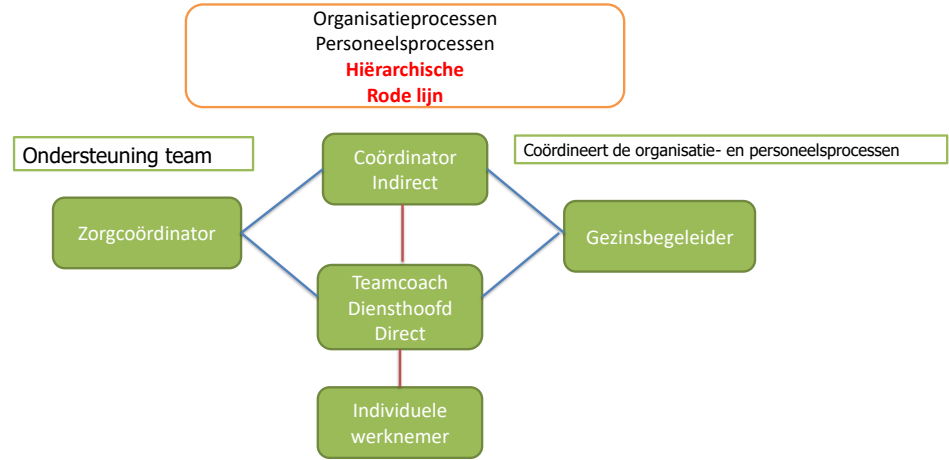 Organisatieprocessen
Personeelsprocessen
Hiërarchische
Rode lijn
Ondersteuning team
Coördinator
Indirect
Coördineert de organisatie- en personeelsprocessen
Zorgcoördinator
Gezinsbegeleider
Teamcoach
Diensthoofd
Direct
Individuele
werknemer